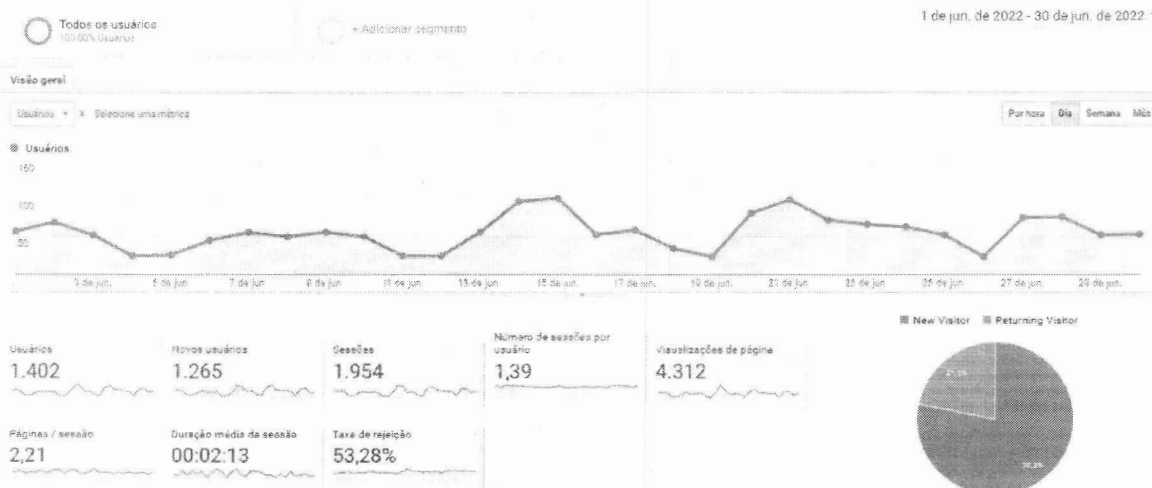 Todos os usuários
100,00% Usuários
+ Adicionar segmento
1 de jun. de 2022 - 30 de jun. de 2022
Visão geral
Usuários
Selecione uma métrica
Por hora Dia Semana Mês
Usuários
150
100
50
3 de jun. 5 de jun. 7 de jun. 9 de jun. 11 de jun. 13 de jun. 15 de jun. 17 de jun. 19 de jun. 21 de jun. 23 de jun. 25 de jun. 27 de jun. 29 de jun.
New Visitor Returning Visitor
Usuários
1.402
Novos usuários
1.265
Sessões
1.954
Número de sessões por
usuário
1,39
Visualizações de página
4.312
Páginas / sessão
2,21
Duração média da sessão
00:02:13
Taxa de rejeição
53,28%